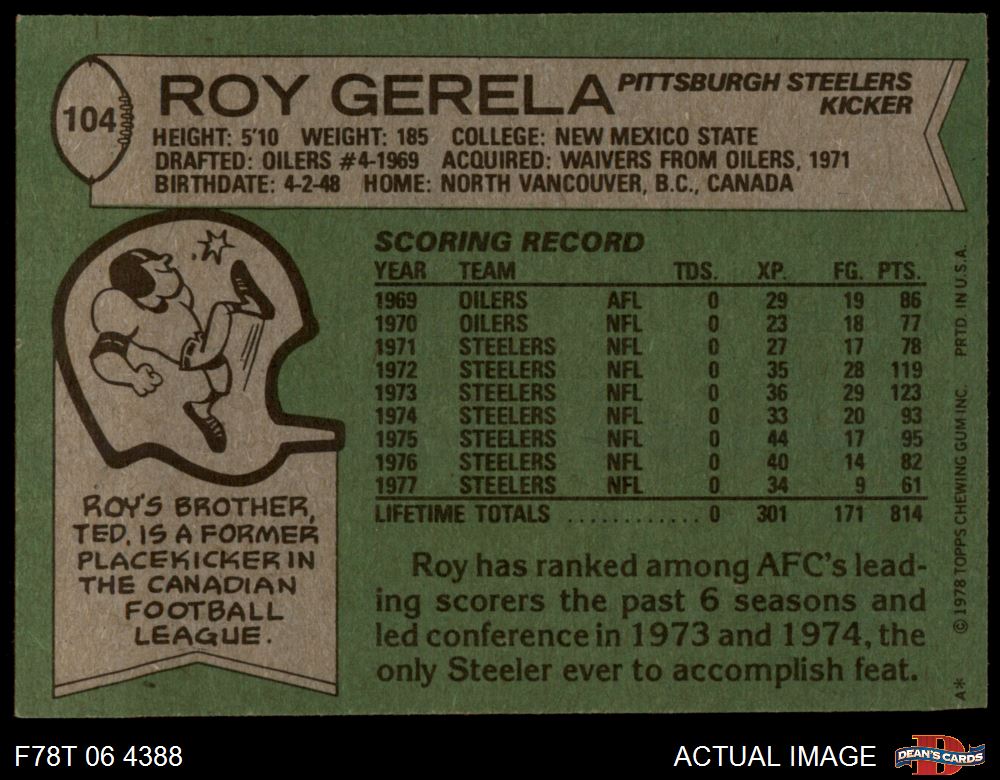 104
ROY GERELA
PITTSBURGH STEELERS
KICKER
HEIGHT: 5'10 WEIGHT: 185 COLLEGE: NEW MEXICO STATE
DRAFTED: OILERS #4-1969 ACQUIRED: WAIVERS FROM OILERS, 1971
BIRTHDATE: 4-2-48 HOME: NORTH VANCOUVER, B.C., CANADA
SCORING RECORD
YEAR TEAM TDS. XP. FG. PTS.
1969 OILERS AFL 0 29 19 86
1970 OILERS NFL 0 23 18 77
1971 STEELERS NFL 0 27 17 78
1972 STEELERS NFL 0 35 28 119
1973 STEELERS NFL 0 36 29 123
1974 STEELERS NFL 0 33 20 93
1975 STEELERS NFL 0 44 17 95
1976 STEELERS NFL 0 40 14 82
1977 STEELERS NFL 0 34 9 61
LIFETIME TOTALS ............ 0 301 171 814
ROY'S BROTHER,
TED, IS A FORMER
PLACEKICKER IN
THE CANADIAN
FOOTBALL
LEAGUE.
Roy has ranked among AFC's lead-
ing scorers the past 6 seasons and
led conference in 1973 and 1974, the
only Steeler ever to accomplish feat.
A* © 1978 TOPPS CHEWING GUM INC. PRTD. IN U.S.A.
F78T 06 4388
ACTUAL IMAGE
D
DEAN'S CARDS